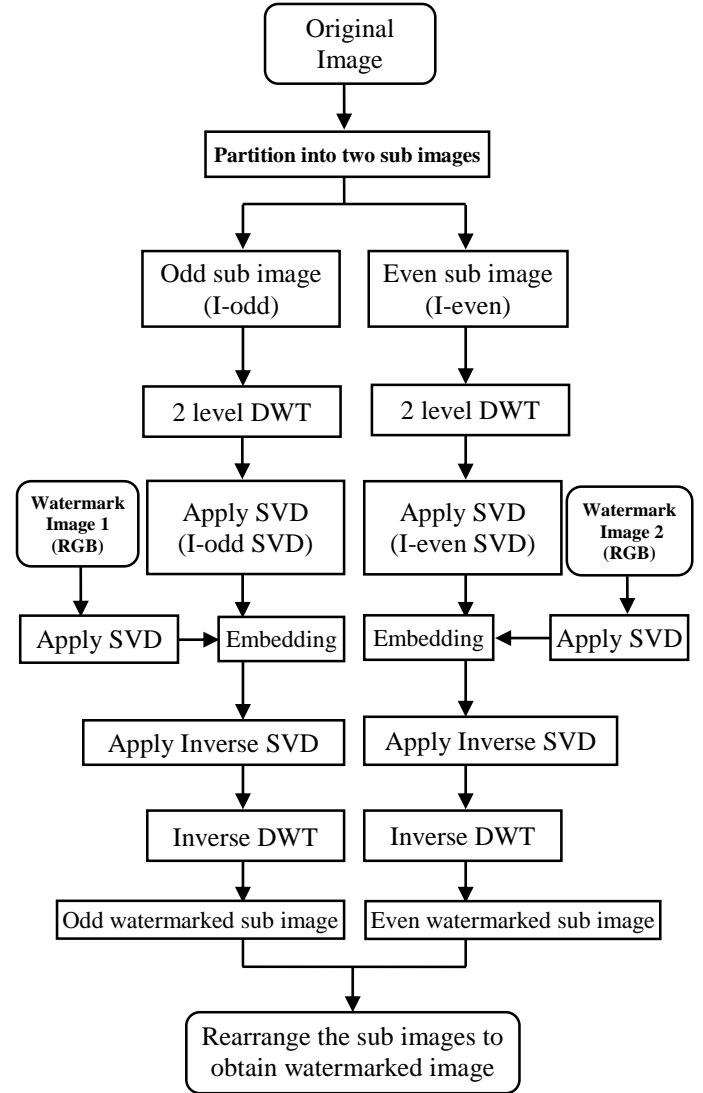 Original
Image
Partition into two sub images
Odd sub image
(I-odd)
Even sub image
(I-even)
2 level DWT
2 level DWT
Watermark
Image 1
(RGB)
Apply SVD
(I-odd SVD)
Apply SVD
(I-even SVD)
Watermark
Image 2
(RGB)
Apply SVD
Embedding
Embedding
Apply SVD
Apply Inverse SVD
Apply Inverse SVD
Inverse DWT
Inverse DWT
Odd watermarked sub image
Even watermarked sub image
Rearrange the sub images to
obtain watermarked image